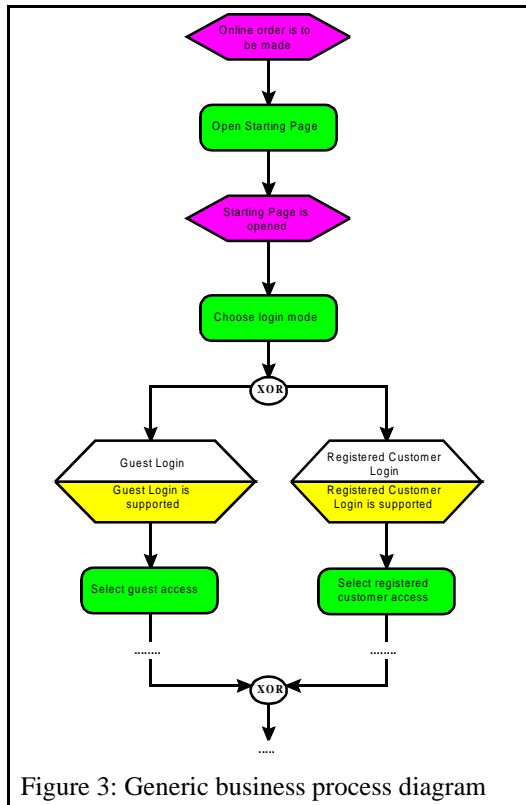 Online order is to
be made
Open Starting Page
Starting Page is
opened
Choose login mode
XOR
Guest Login
Guest Login is
supported
Registered Customer
Login
Registered Customer
Login is supported
Select guest access
Select registered
customer access
........
........
XOR
.....
Figure 3: Generic business process diagram